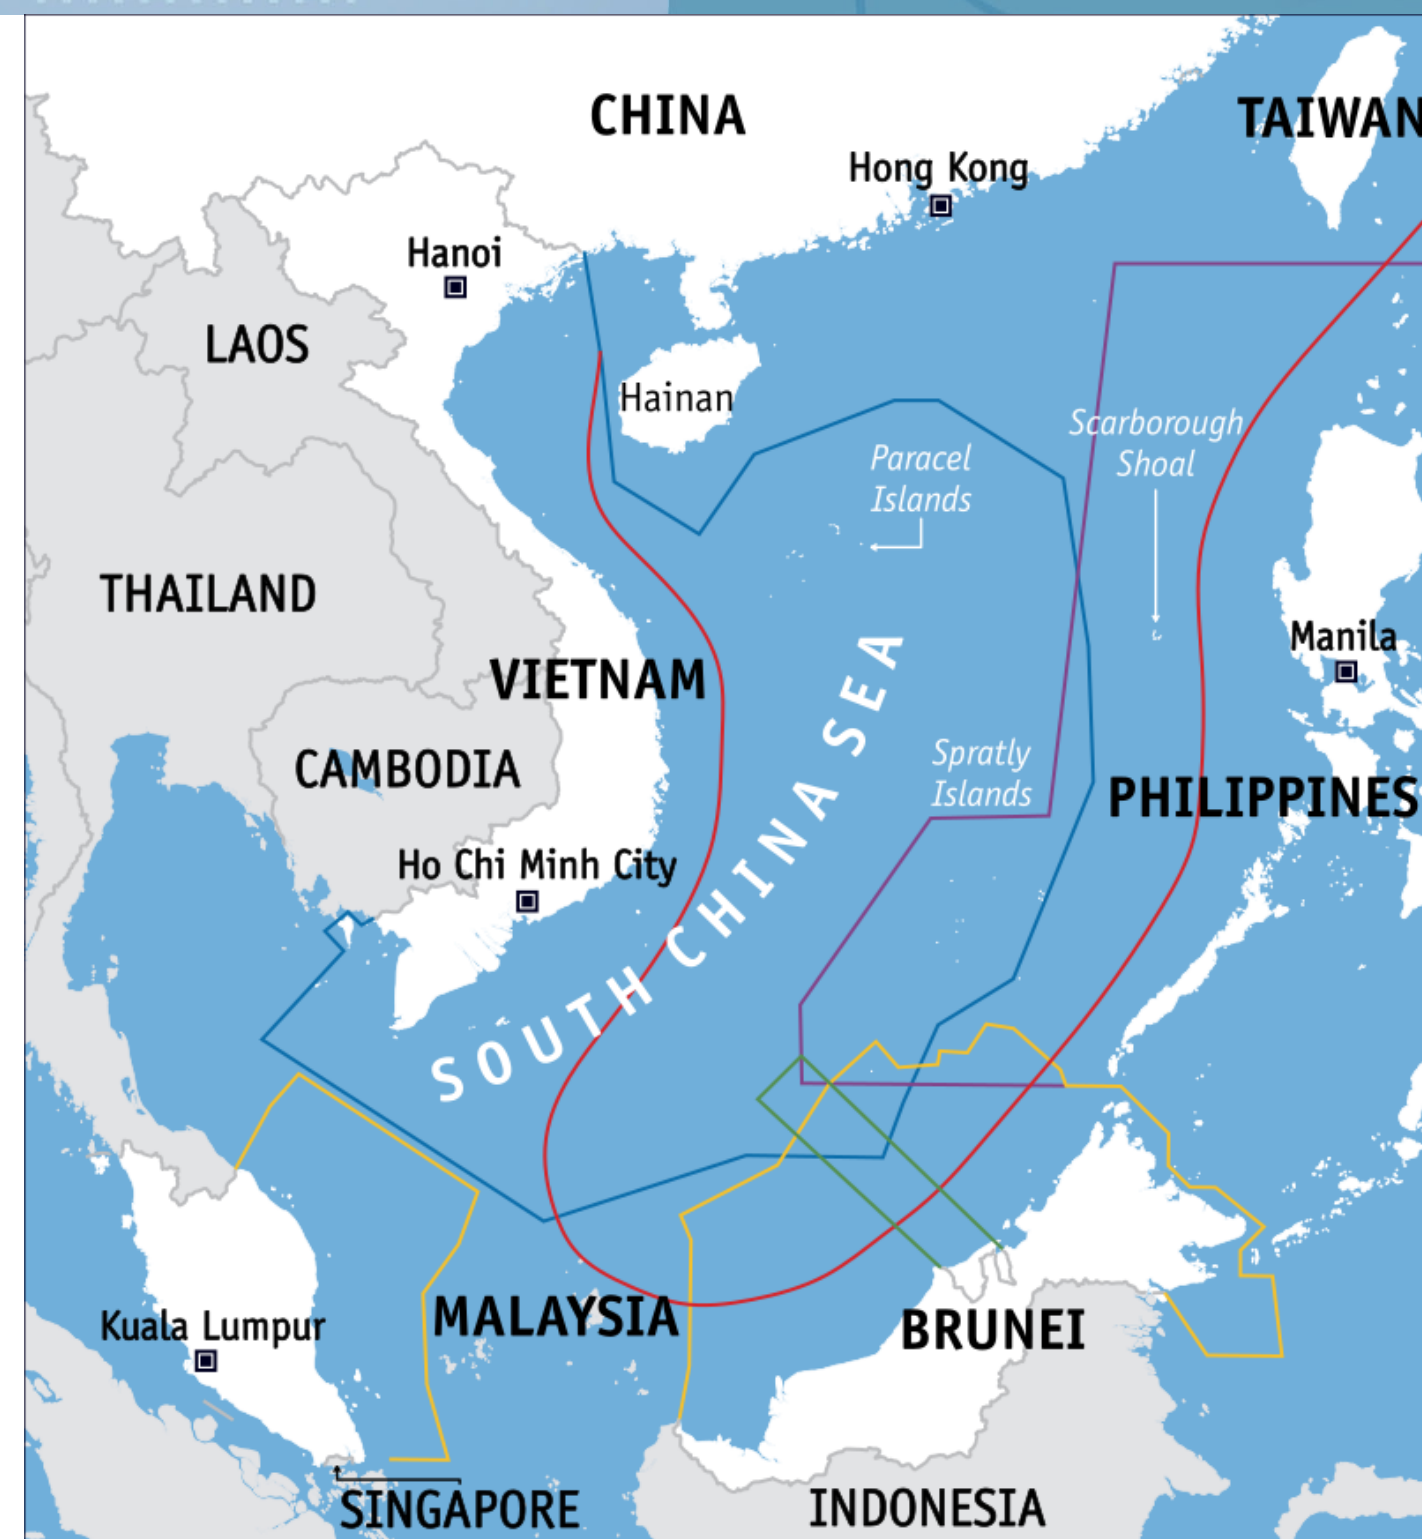 CHINA
TAIWAN
Hong Kong
Hanoi
LAOS
Hainan
Scarborough
Shoal
Paracel
Islands
THAILAND
Manila
VIETNAM
CAMBODIA
Spratly
Islands
PHILIPPINES
Ho Chi Minh City
SOUTH CHINA SEA
MALAYSIA
Kuala Lumpur
BRUNEI
SINGAPORE
INDONESIA